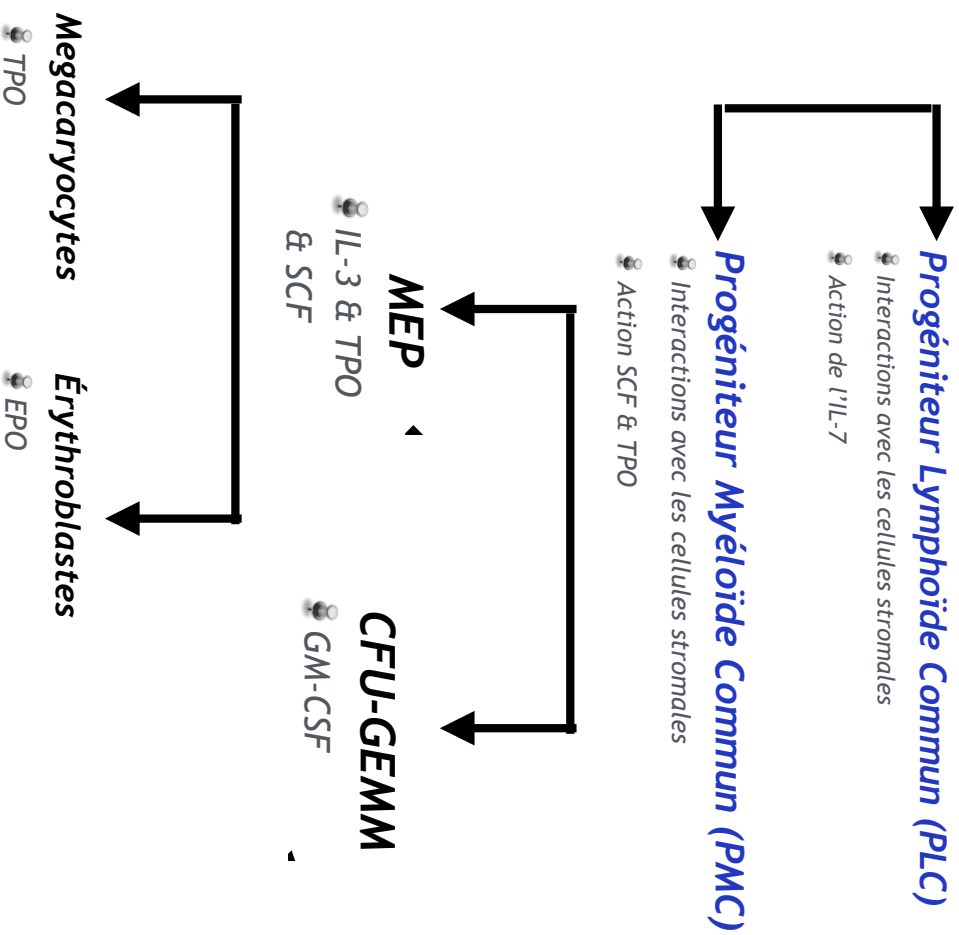 Progéniteur Lymphoïde Commun (PLC)
Interactions avec les cellules stromales
Action de l'IL-7
Progéniteur Myéloïde Commun (PMC)
Interactions avec les cellules stromales
Action SCF & TPO
MEP
IL-3 & TPO
& SCF
CFU-GEMM
GM-CSF
Megacaryocytes
TPO
Érythroblastes
EPO